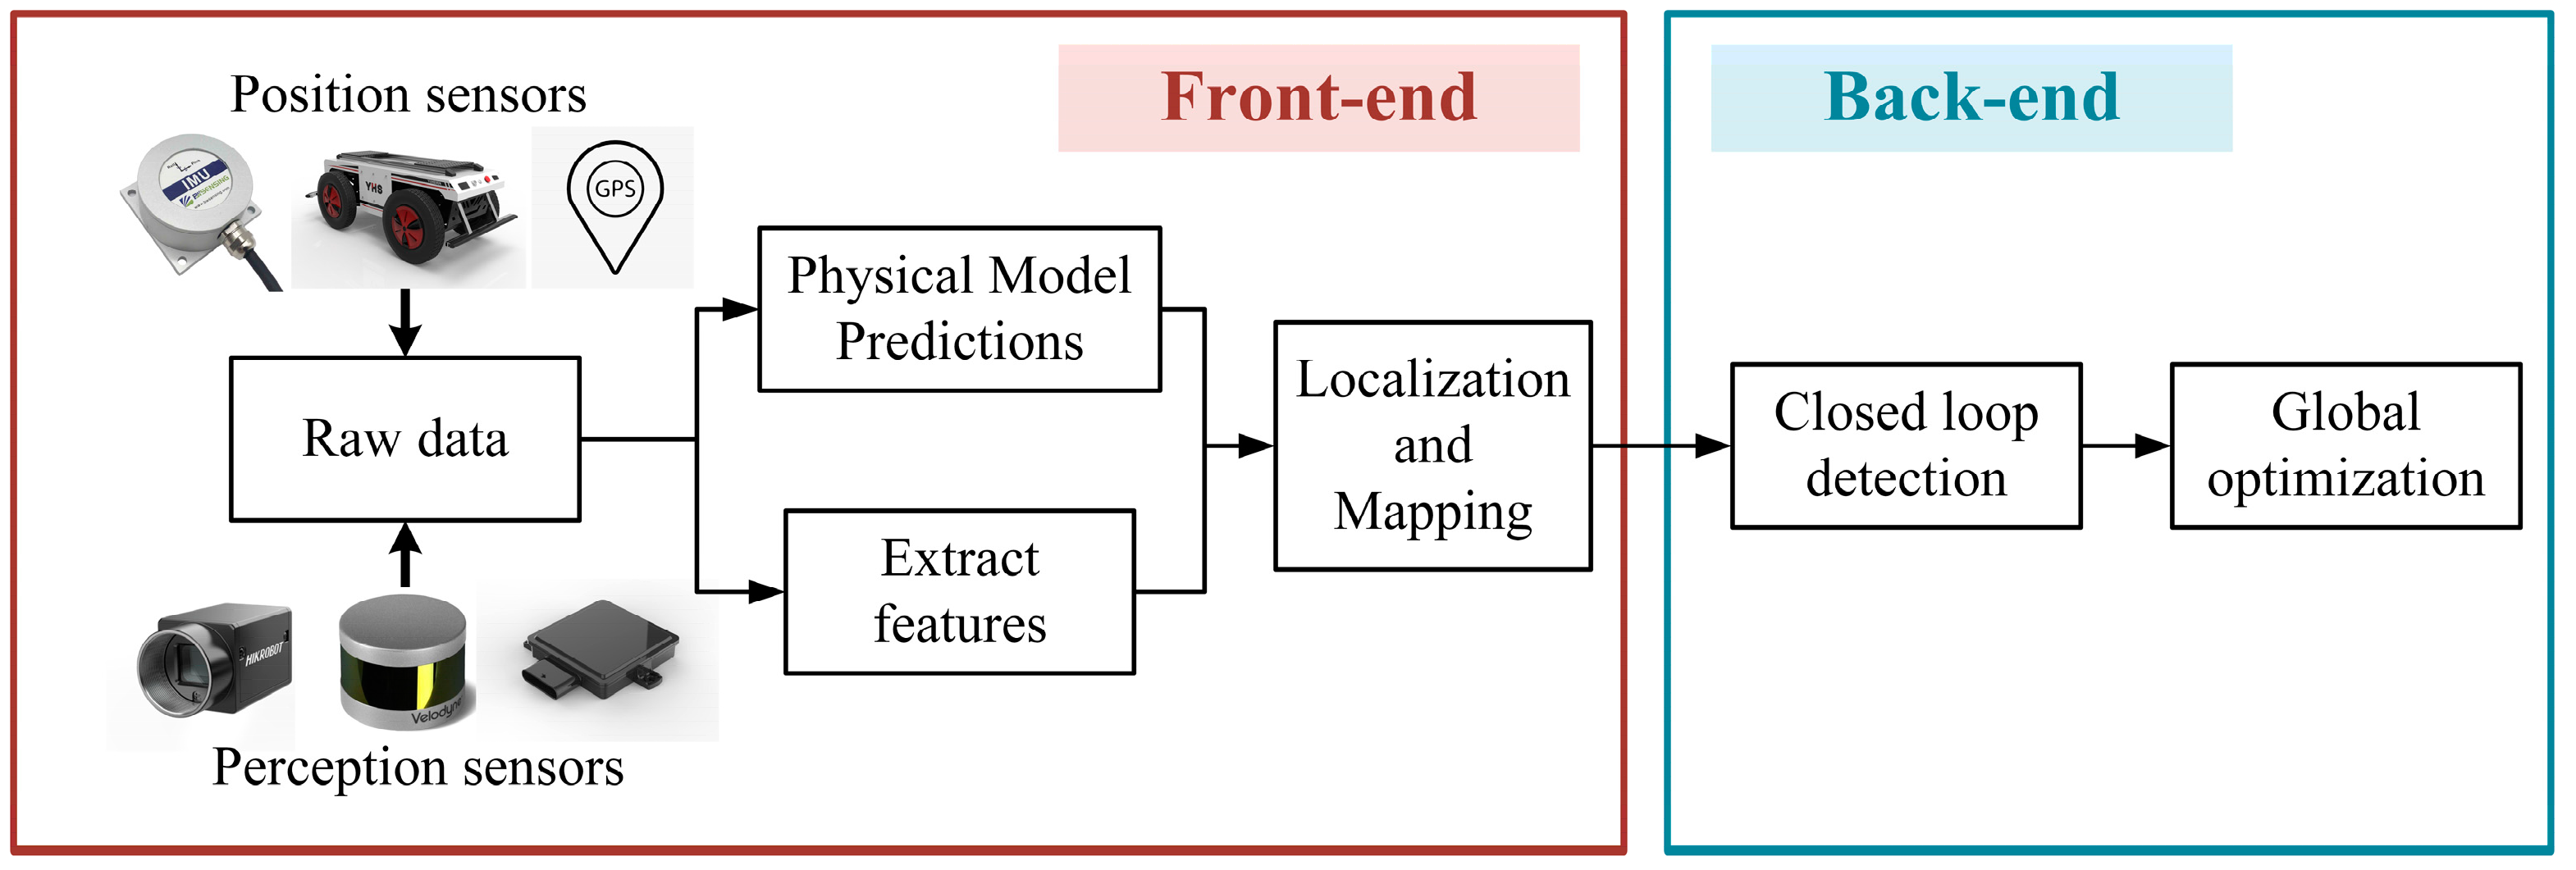 Front-end
Back-end
Position sensors
IMU
YHS
GPS
Physical Model
Predictions
Raw data
Localization
and
Mapping
Closed loop
detection
Global
optimization
Extract
features
HIKROBOT
Velodyne
Perception sensors